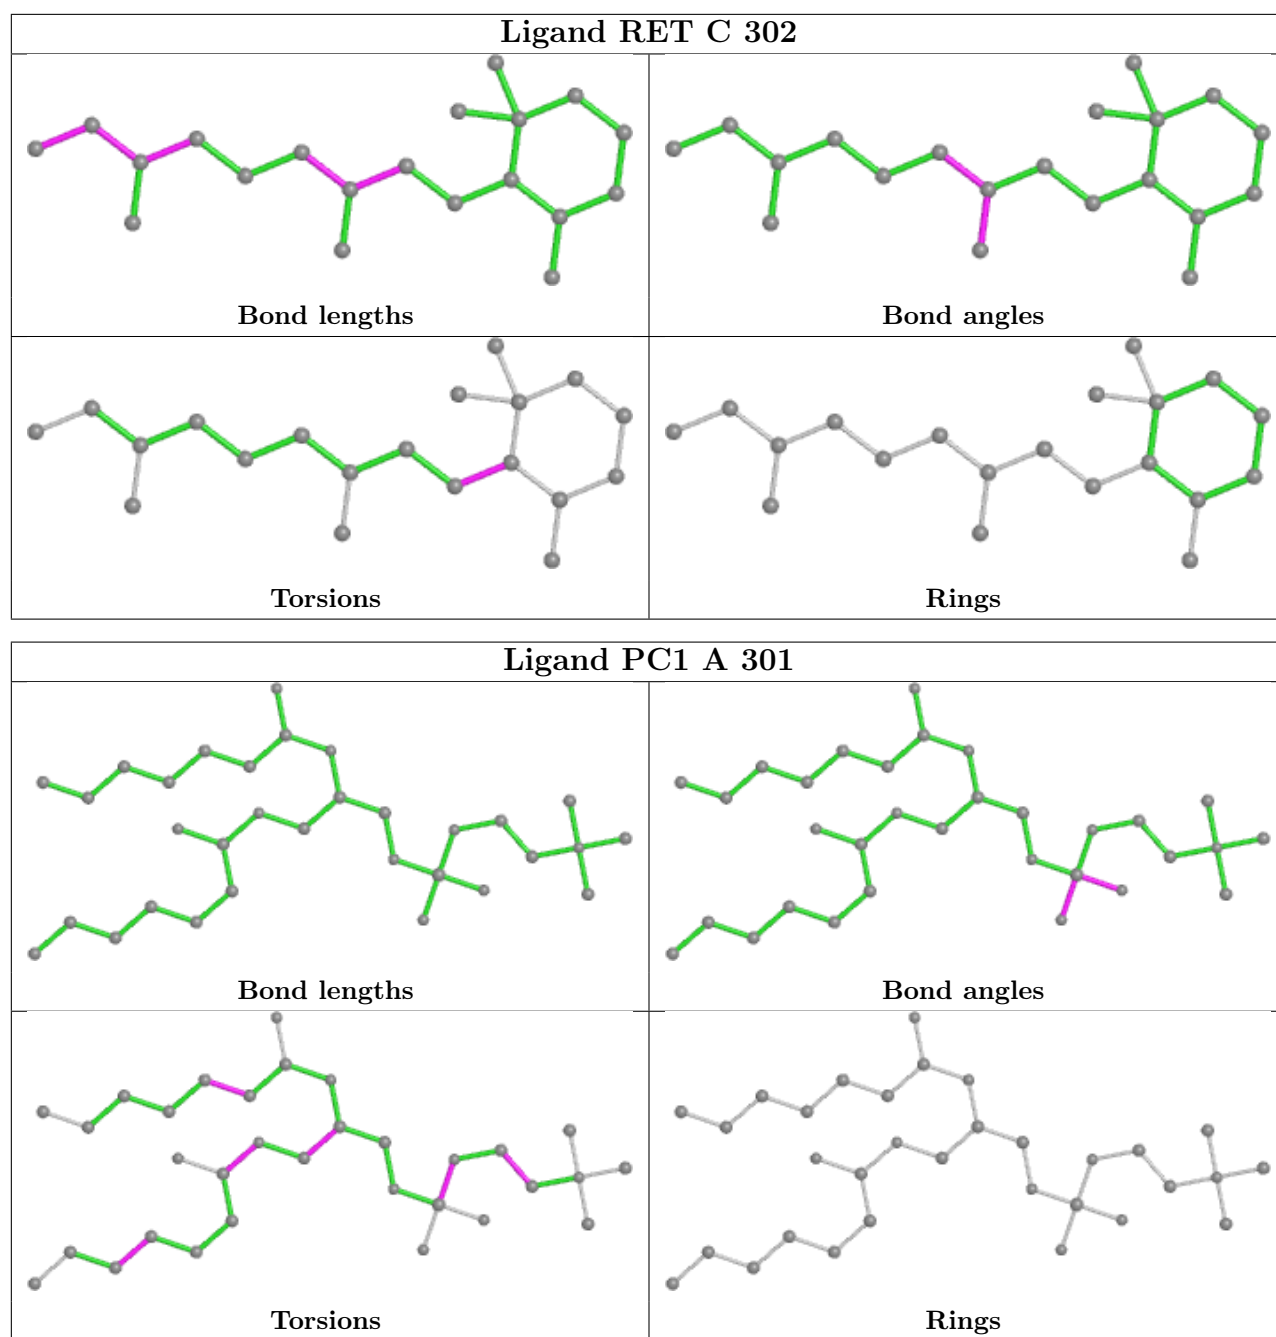 Ligand RET C 302
Bond lengths
Bond angles
Torsions
Rings
Ligand PC1 A 301
Bond lengths
Bond angles
Torsions
Rings